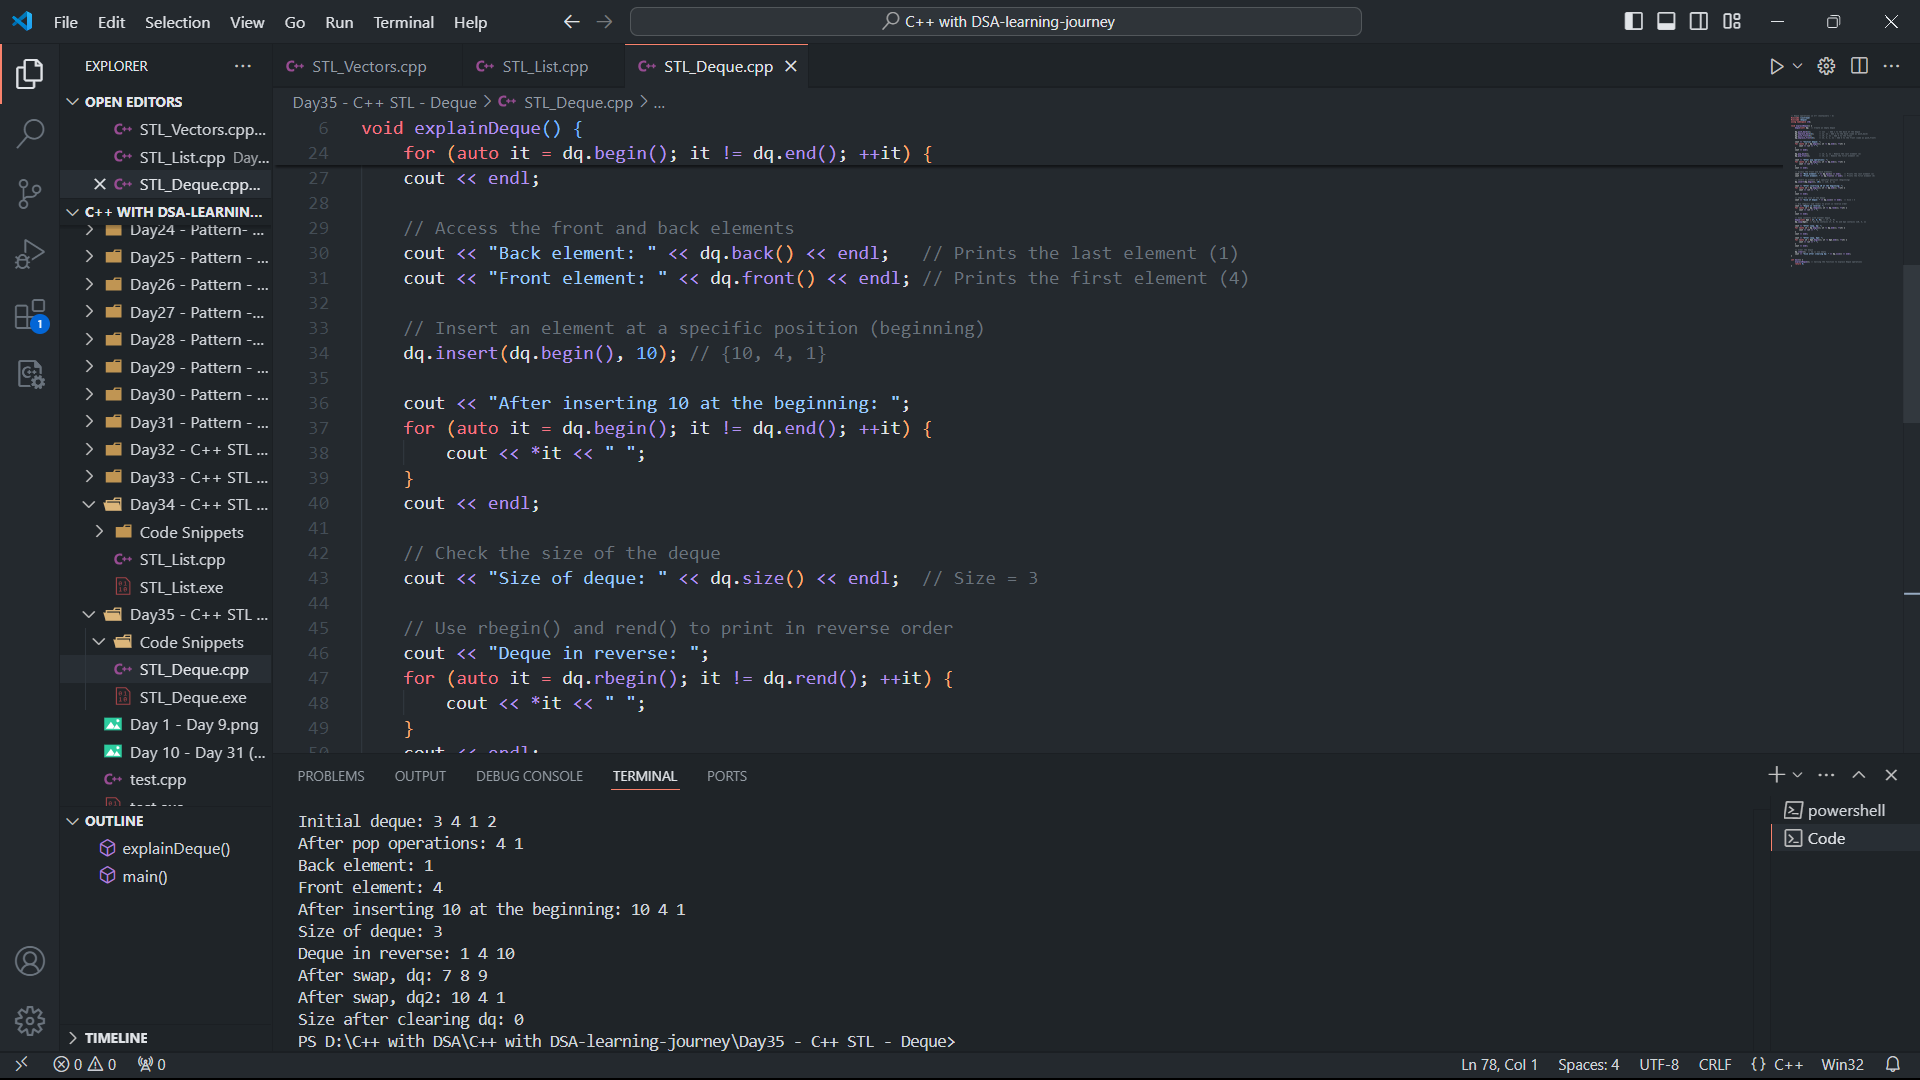 File Edit Selection View Go Run Terminal Help
C++ with DSA-learning-journey
EXPLORER
OPEN EDITORS
STL_Vectors.cpp...
STL_List.cpp Day...
STL_Deque.cpp...
C++ WITH DSA-LEARNIN...
Day24 - Pattern- ...
Day25 - Pattern - ...
Day26 - Pattern - ...
Day27 - Pattern -...
Day28 - Pattern -...
Day29 - Pattern - ...
Day30 - Pattern - ...
Day31 - Pattern - ...
Day32 - C++ STL ...
Day33 - C++ STL ...
Day34 - C++ STL ...
Code Snippets
STL_List.cpp
STL_List.exe
Day35 - C++ STL ...
Code Snippets
STL_Deque.cpp
STL_Deque.exe
Day 1 - Day 9.png
Day 10 - Day 31 (...
test.cpp
test.exe
OUTLINE
explainDeque()
main()
TIMELINE
STL_Vectors.cpp STL_List.cpp STL_Deque.cpp
Day35 - C++ STL - Deque > STL_Deque.cpp > ...
6 void explainDeque() {
24 for (auto it = dq.begin(); it != dq.end(); ++it) {
27 cout << endl;
28
29 // Access the front and back elements
30 cout << "Back element: " << dq.back() << endl; // Prints the last element (1)
31 cout << "Front element: " << dq.front() << endl; // Prints the first element (4)
32
33 // Insert an element at a specific position (beginning)
34 dq.insert(dq.begin(), 10); // {10, 4, 1}
35
36 cout << "After inserting 10 at the beginning: ";
37 for (auto it = dq.begin(); it != dq.end(); ++it) {
38 cout << *it << " ";
39 }
40 cout << endl;
41
42 // Check the size of the deque
43 cout << "Size of deque: " << dq.size() << endl; // Size = 3
44
45 // Use rbegin() and rend() to print in reverse order
46 cout << "Deque in reverse: ";
47 for (auto it = dq.rbegin(); it != dq.rend(); ++it) {
48 cout << *it << " ";
49 }
50 cout << endl;
PROBLEMS OUTPUT DEBUG CONSOLE TERMINAL PORTS
Initial deque: 3 4 1 2
After pop operations: 4 1
Back element: 1
Front element: 4
After inserting 10 at the beginning: 10 4 1
Size of deque: 3
Deque in reverse: 1 4 10
After swap, dq: 7 8 9
After swap, dq2: 10 4 1
Size after clearing dq: 0
PS D:\C++ with DSA\C++ with DSA-learning-journey\Day35 - C++ STL - Deque>
powershell
Code
1
0 0 0
Ln 78, Col 1 Spaces: 4 UTF-8 CRLF {} C++ Win32